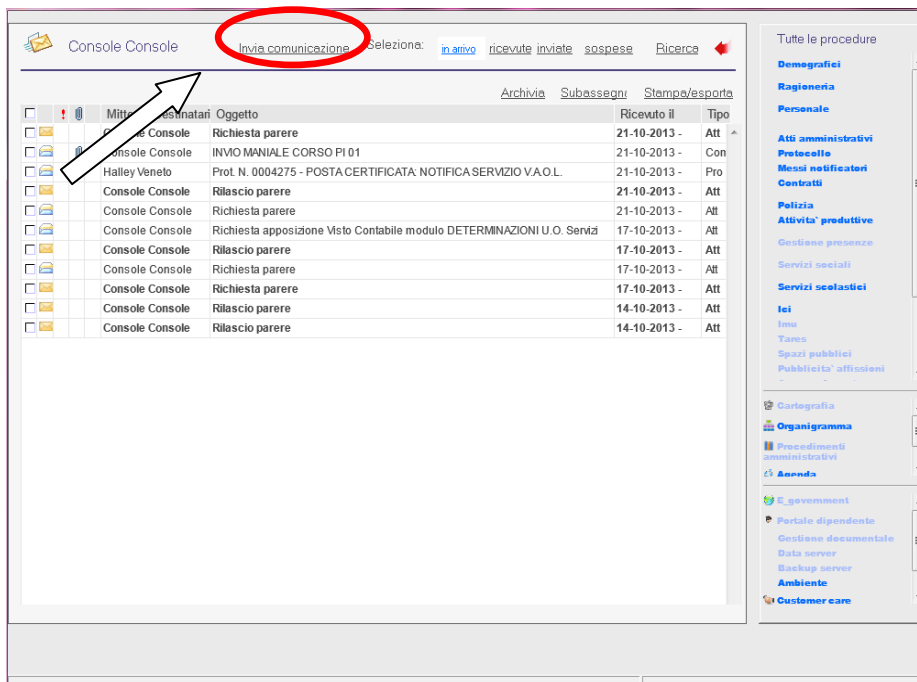 Console Console
Invia comunicazione Seleziona: in arrivo ricevute inviate sospese Ricerca
Archivia Subassegni Stampa/esporta
! Oggetto Ricevuto il Tipo
Console Richiesta parere 21-10-2013 - Att
Console Console INVIO MANIALE CORSO PI 01 21-10-2013 - Con
Halley Veneto Prot. N. 0004275 - POSTA CERTIFICATA: NOTIFICA SERVIZIO V.A.O.L. 21-10-2013 - Pro
Console Console Rilascio parere 21-10-2013 - Att
Console Console Richiesta parere 21-10-2013 - Att
Console Console Richiesta apposizione Visto Contabile modulo DETERMINAZIONI U.O. Servizi 17-10-2013 - Att
Console Console Rilascio parere 17-10-2013 - Att
Console Console Richiesta parere 17-10-2013 - Att
Console Console Richiesta parere 17-10-2013 - Att
Console Console Rilascio parere 14-10-2013 - Att
Console Console Rilascio parere 14-10-2013 - Att
Tutte le procedure
Demografici
Ragioneria
Personale
Atti amministrativi
Protocollo
Messi notificatori
Contratti
Polizia
Attivita` produttive
Gestione presenze
Servizi sociali
Servizi scolastici
Ici
Imu
Tares
Spazi pubblici
Pubblicita` affissioni
Cartografia
Organigramma
Procedimenti
amministrativi
Agenda
E_government
Portale dipendente
Gestione documentale
Data server
Backup server
Ambiente
Customer care